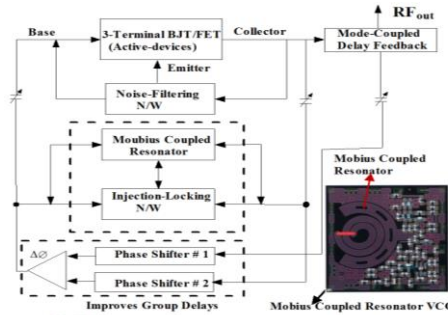 RFout
Base
3-Terminal BJT/FET
(Active-devices)
Collector
Mode-Coupled
Delay Feedback
Emitter
Noise-Filtering
N/W
Moubius Coupled
Resonator
Mobius Coupled
Resonator
Injection-Locking
N/W
ΔØ
Phase Shifter # 1
Phase Shifter # 2
Improves Group Delays
Mobius Coupled Resonator VCO